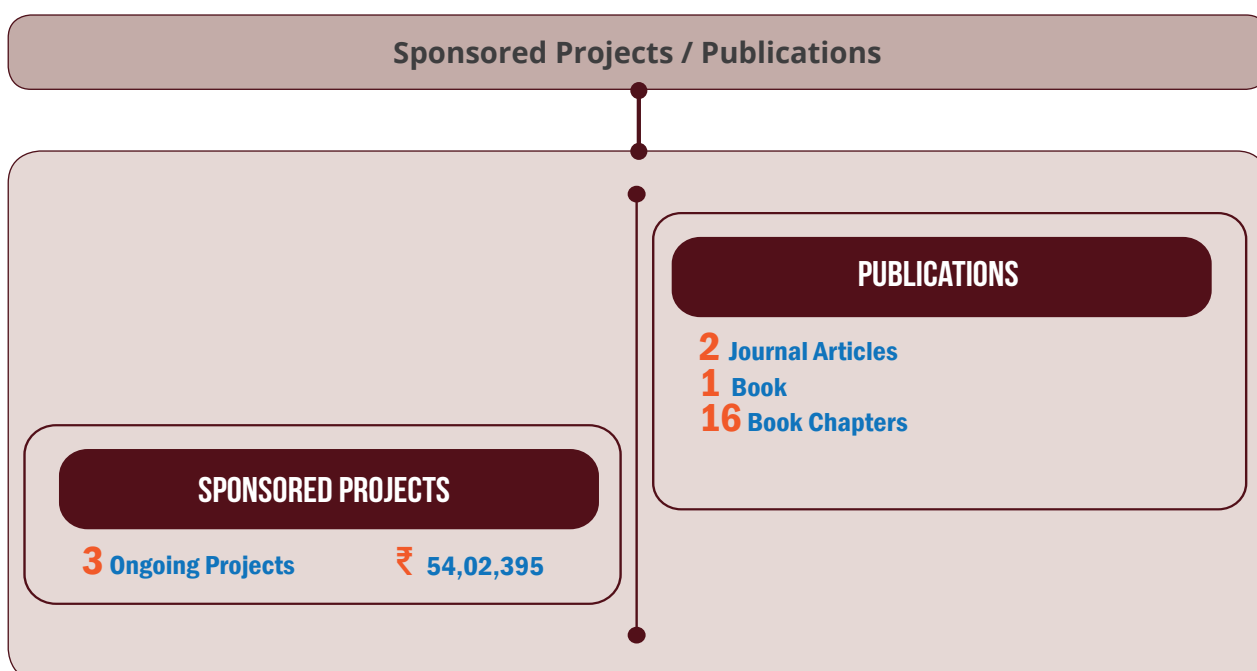 Sponsored Projects / Publications
PUBLICATIONS
2 Journal Articles
1 Book
16 Book Chapters
SPONSORED PROJECTS
3 Ongoing Projects ₹ 54,02,395